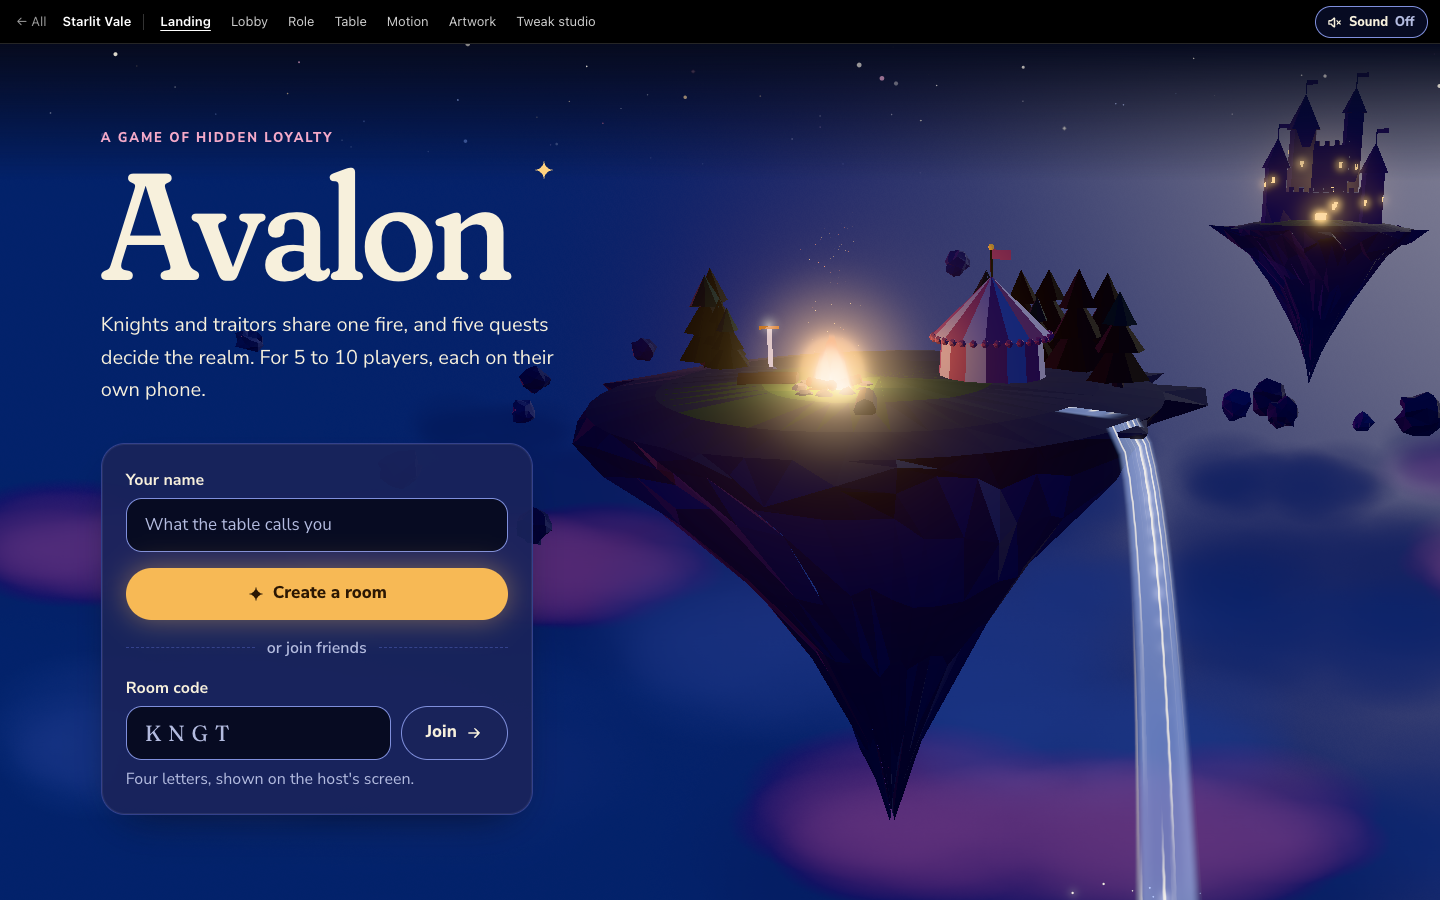 ← All Starlit Vale Landing Lobby Role Table Motion Artwork Tweak studio Sound Off
A GAME OF HIDDEN LOYALTY
Avalon
Knights and traitors share one fire, and five quests
decide the realm. For 5 to 10 players, each on their
own phone.
Your name
What the table calls you
Create a room
or join friends
Room code
KNGT
Join →
Four letters, shown on the host's screen.